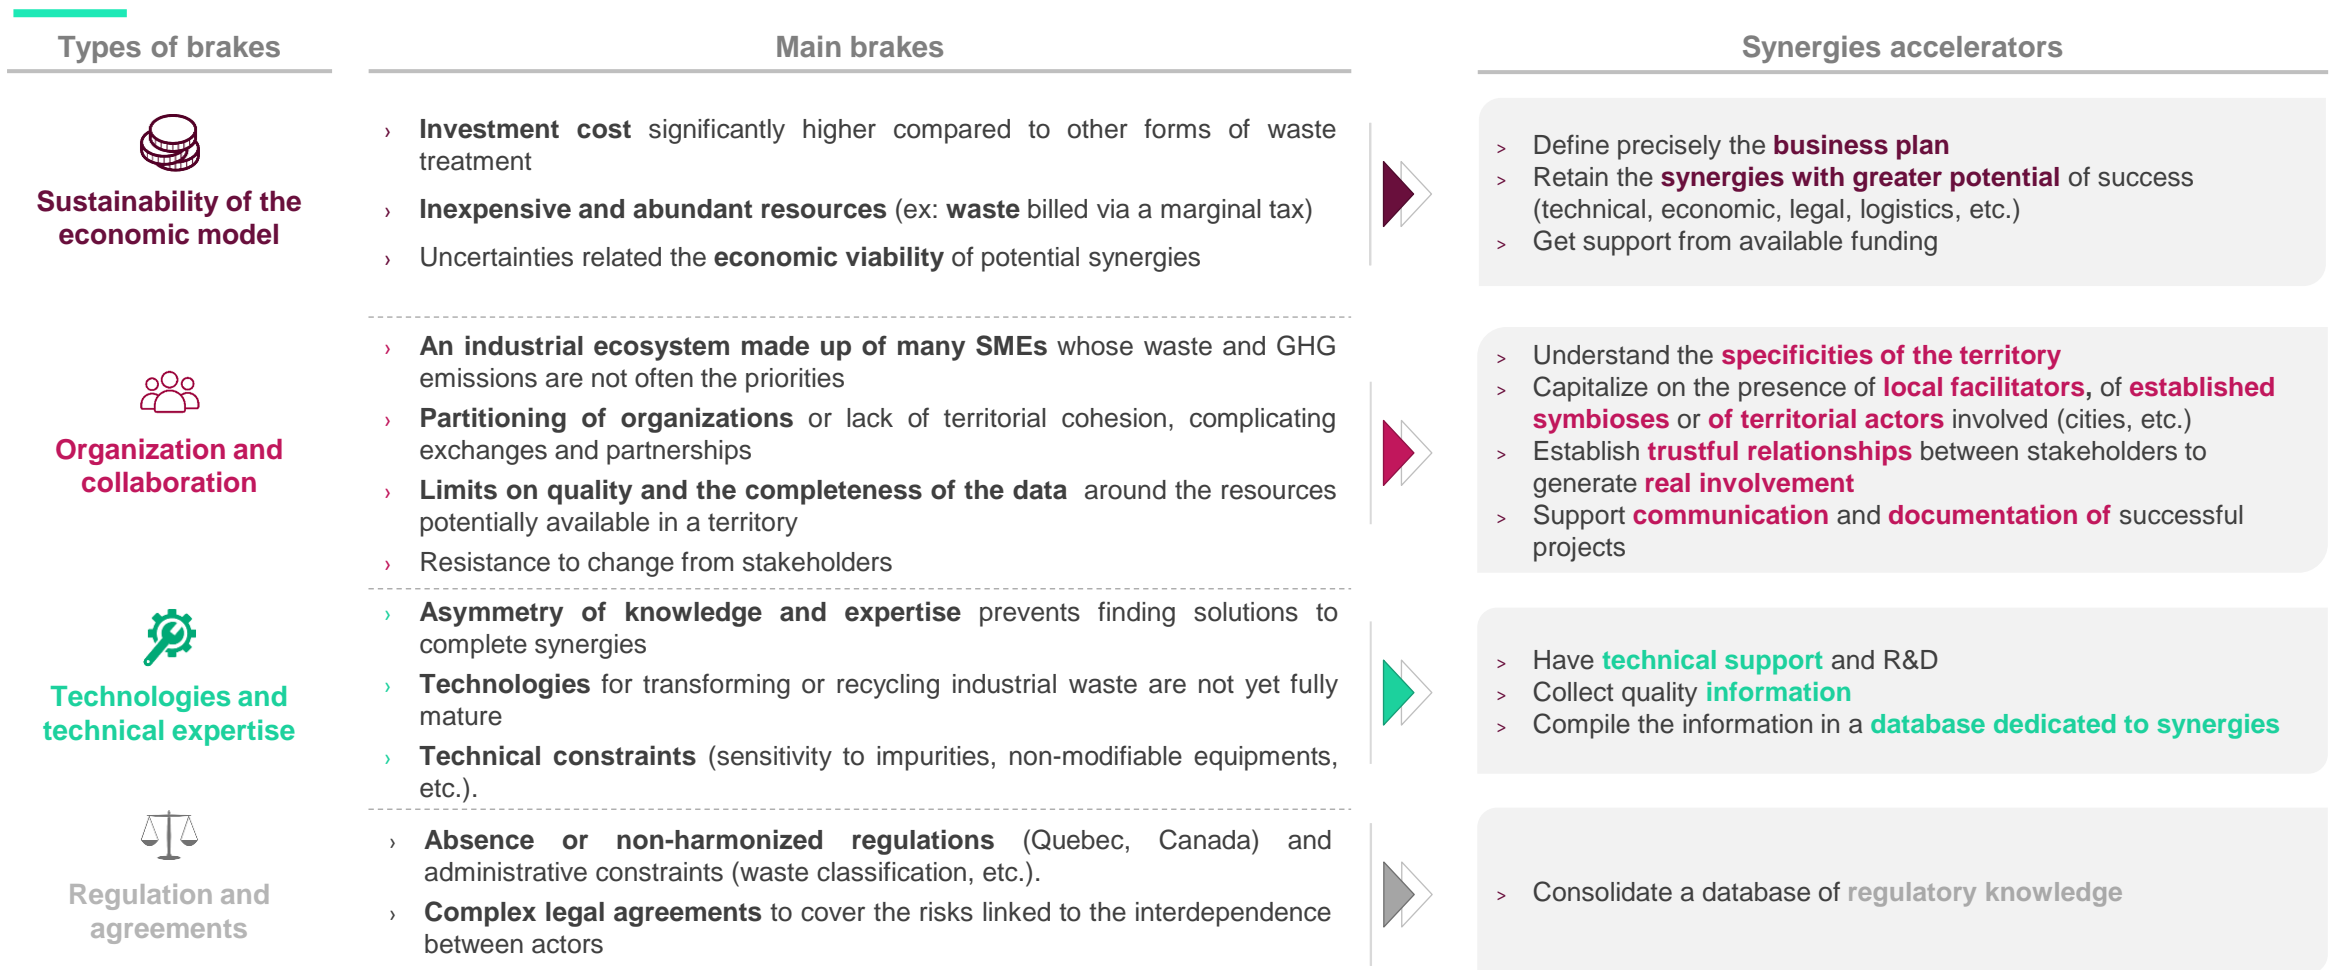 Types of brakes
Main brakes
Synergies accelerators
Sustainability of the
economic model
› Investment cost significantly higher compared to other forms of waste
treatment
› Inexpensive and abundant resources (ex: waste billed via a marginal tax)
› Uncertainties related the economic viability of potential synergies
> Define precisely the business plan
> Retain the synergies with greater potential of success
(technical, economic, legal, logistics, etc.)
> Get support from available funding
Organization and
collaboration
› An industrial ecosystem made up of many SMEs whose waste and GHG
emissions are not often the priorities
› Partitioning of organizations or lack of territorial cohesion, complicating
exchanges and partnerships
› Limits on quality and the completeness of the data around the resources
potentially available in a territory
› Resistance to change from stakeholders
> Understand the specificities of the territory
> Capitalize on the presence of local facilitators, of established
symbioses or of territorial actors involved (cities, etc.)
> Establish trustful relationships between stakeholders to
generate real involvement
> Support communication and documentation of successful
projects
Technologies and
technical expertise
› Asymmetry of knowledge and expertise prevents finding solutions to
complete synergies
› Technologies for transforming or recycling industrial waste are not yet fully
mature
› Technical constraints (sensitivity to impurities, non-modifiable equipments,
etc.).
> Have technical support and R&D
> Collect quality information
> Compile the information in a database dedicated to synergies
Regulation and
agreements
› Absence or non-harmonized regulations (Quebec, Canada) and
administrative constraints (waste classification, etc.).
› Complex legal agreements to cover the risks linked to the interdependence
between actors
> Consolidate a database of regulatory knowledge